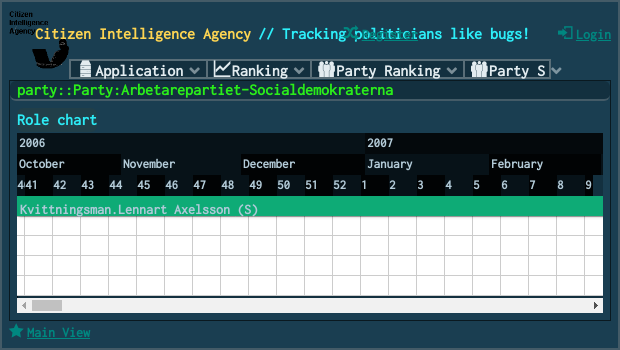 Citizen
Intelligence
Agency
Citizen Intelligence Agency // Tracking politicians like bugs!
Register
Login
Application Ranking Party Ranking Party S
party::Party:Arbetarepartiet-Socialdemokraterna
Role chart
2006 2007
October November December January February
41 42 43 44 45 46 47 48 49 50 51 52 1 2 3 4 5 6 7 8 9
Kvittningsman.Lennart Axelsson (S)
Main View